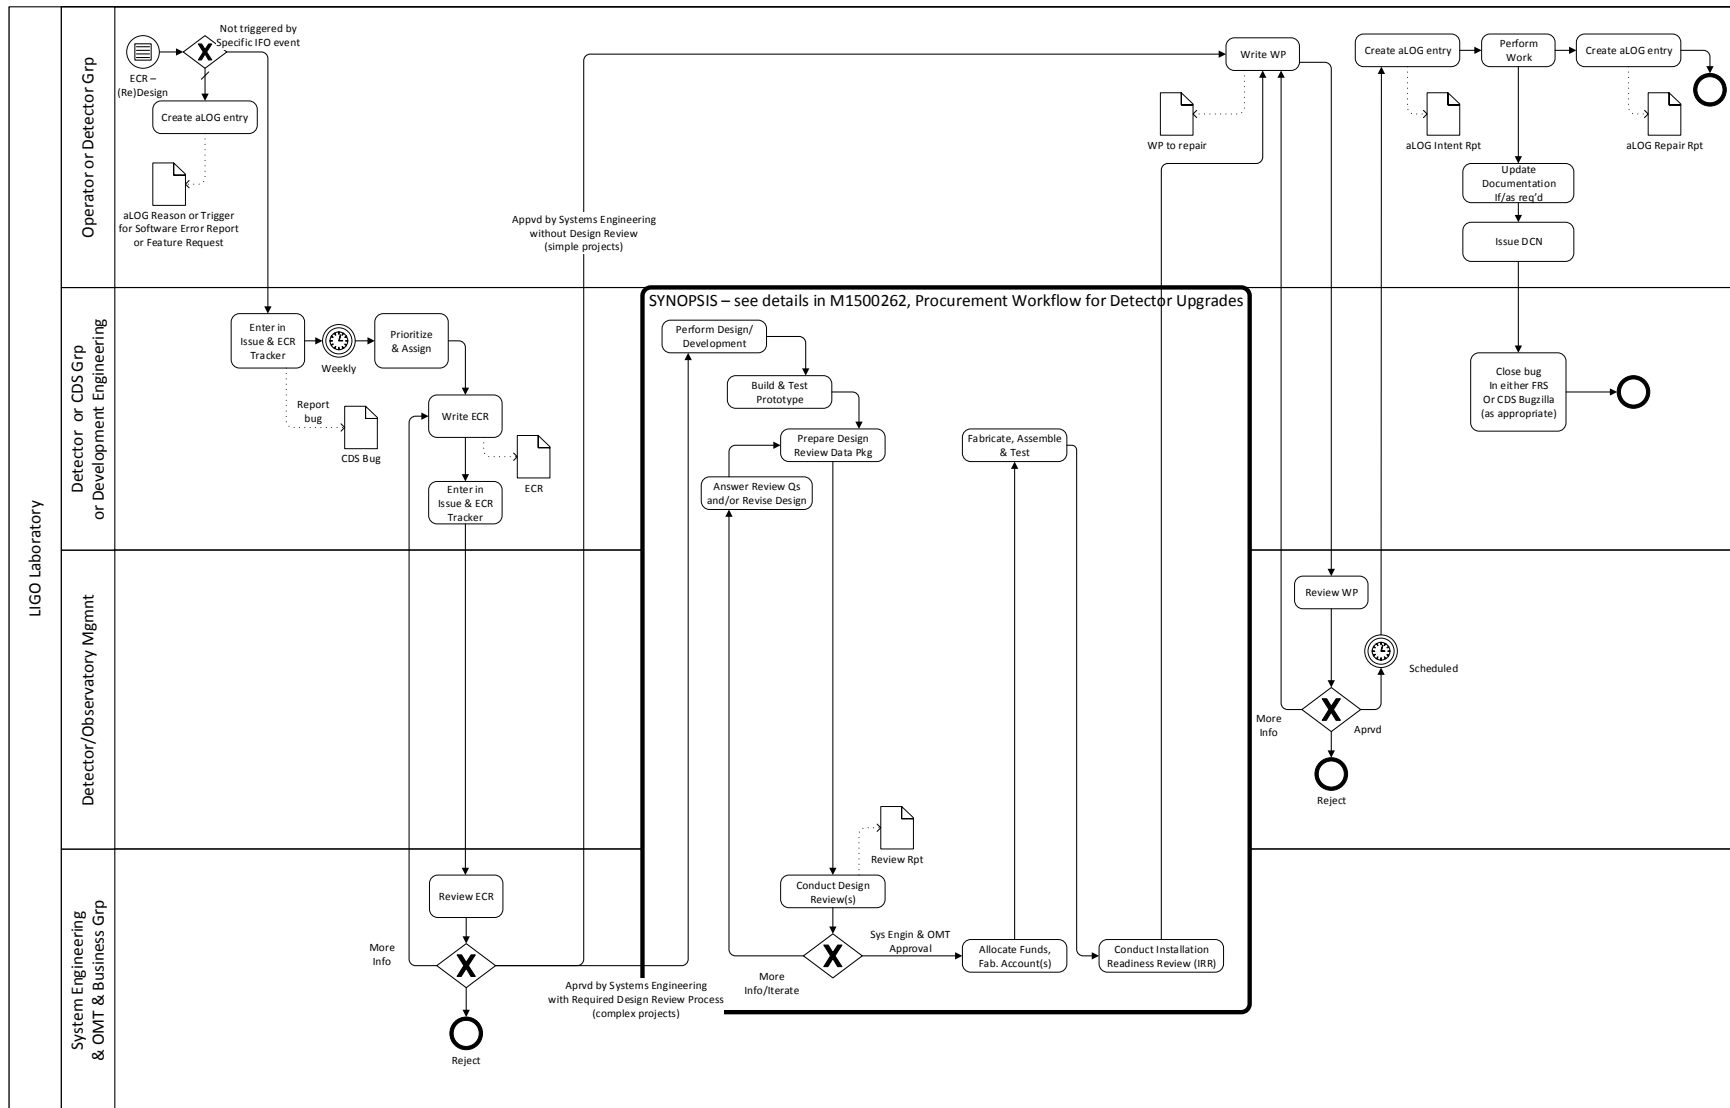 LIGO Laboratory
Operator or Detector Grp
ECR –
(Re)Design
Not triggered by
Specific IFO event
Create aLOG entry
aLOG Reason or Trigger
for Software Error Report
or Feature Request
Appvd by Systems Engineering
without Design Review
(simple projects)
Write WP
WP to repair
Create aLOG entry
aLOG Intent Rpt
Perform
Work
Create aLOG entry
aLOG Repair Rpt
Update
Documentation
If/as req'd
Issue DCN
Detector or CDS Grp
or Development Engineering
Enter in
Issue & ECR
Tracker
Weekly
Prioritize
& Assign
Report
bug
CDS Bug
Write ECR
ECR
Enter in
Issue & ECR
Tracker
SYNOPSIS – see details in M1500262, Procurement Workflow for Detector Upgrades
Perform Design/
Development
Build & Test
Prototype
Prepare Design
Review Data Pkg
Answer Review Qs
and/or Revise Design
Fabricate, Assemble
& Test
Close bug
In either FRS
Or CDS Bugzilla
(as appropriate)
Detector/Observatory Mgmnt
Review WP
Scheduled
More
Info
Aprvd
Reject
Review Rpt
System Engineering
& OMT & Business Grp
Review ECR
More
Info
Reject
Aprvd by Systems Engineering
with Required Design Review Process
(complex projects)
Conduct Design
Review(s)
More
Info/Iterate
Sys Engin & OMT
Approval
Allocate Funds,
Fab. Account(s)
Conduct Installation
Readiness Review (IRR)